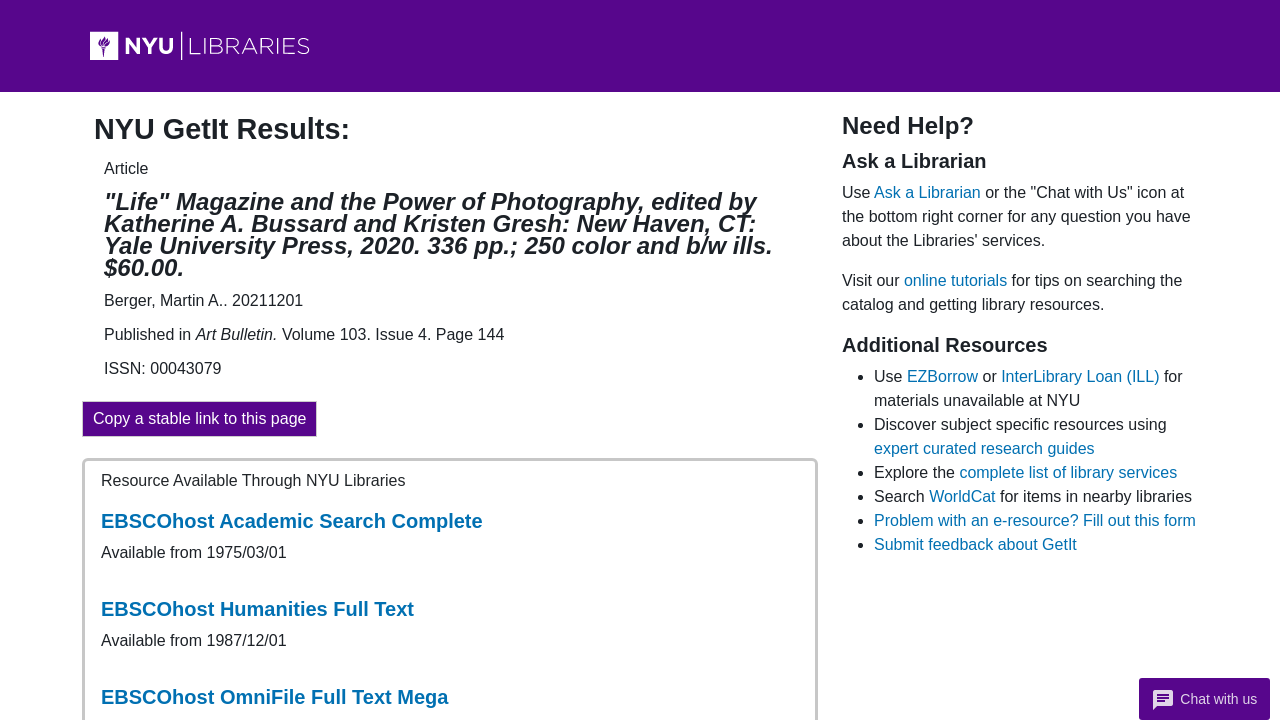 NYU LIBRARIES
NYU GetIt Results:
Article
"Life" Magazine and the Power of Photography, edited by
Katherine A. Bussard and Kristen Gresh: New Haven, CT:
Yale University Press, 2020. 336 pp.; 250 color and b/w ills.
$60.00.
Berger, Martin A.. 20211201
Published in Art Bulletin. Volume 103. Issue 4. Page 144
ISSN: 00043079
Copy a stable link to this page
Resource Available Through NYU Libraries
EBSCOhost Academic Search Complete
Available from 1975/03/01
EBSCOhost Humanities Full Text
Available from 1987/12/01
EBSCOhost OmniFile Full Text Mega
Need Help?
Ask a Librarian
Use Ask a Librarian or the "Chat with Us" icon at
the bottom right corner for any question you have
about the Libraries' services.
Visit our online tutorials for tips on searching the
catalog and getting library resources.
Additional Resources
Use EZBorrow or InterLibrary Loan (ILL) for
materials unavailable at NYU
Discover subject specific resources using
expert curated research guides
Explore the complete list of library services
Search WorldCat for items in nearby libraries
Problem with an e-resource? Fill out this form
Submit feedback about GetIt
Chat with us